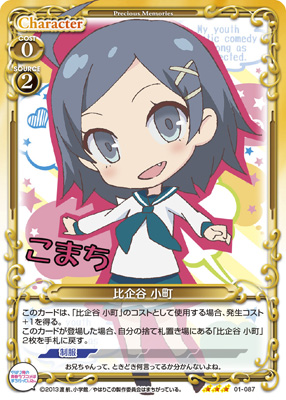 Precious Memories
Character
COST
0
SOURCE
2
My youth
tic comedy
ong as
ected.
こまち
比企谷 小町
このカードは、「比企谷 小町」のコストとして使用する場合、発生コスト
+1を得る。
このカードが登場した場合、自分の捨て札置き場にある「比企谷 小町」
2枚を手札に戻す。
制服
お兄ちゃんって、ときどき何言ってるか分かんないよね。
©2013 渡 航、小学館/やはりこの製作委員会はまちがっている。
01-087